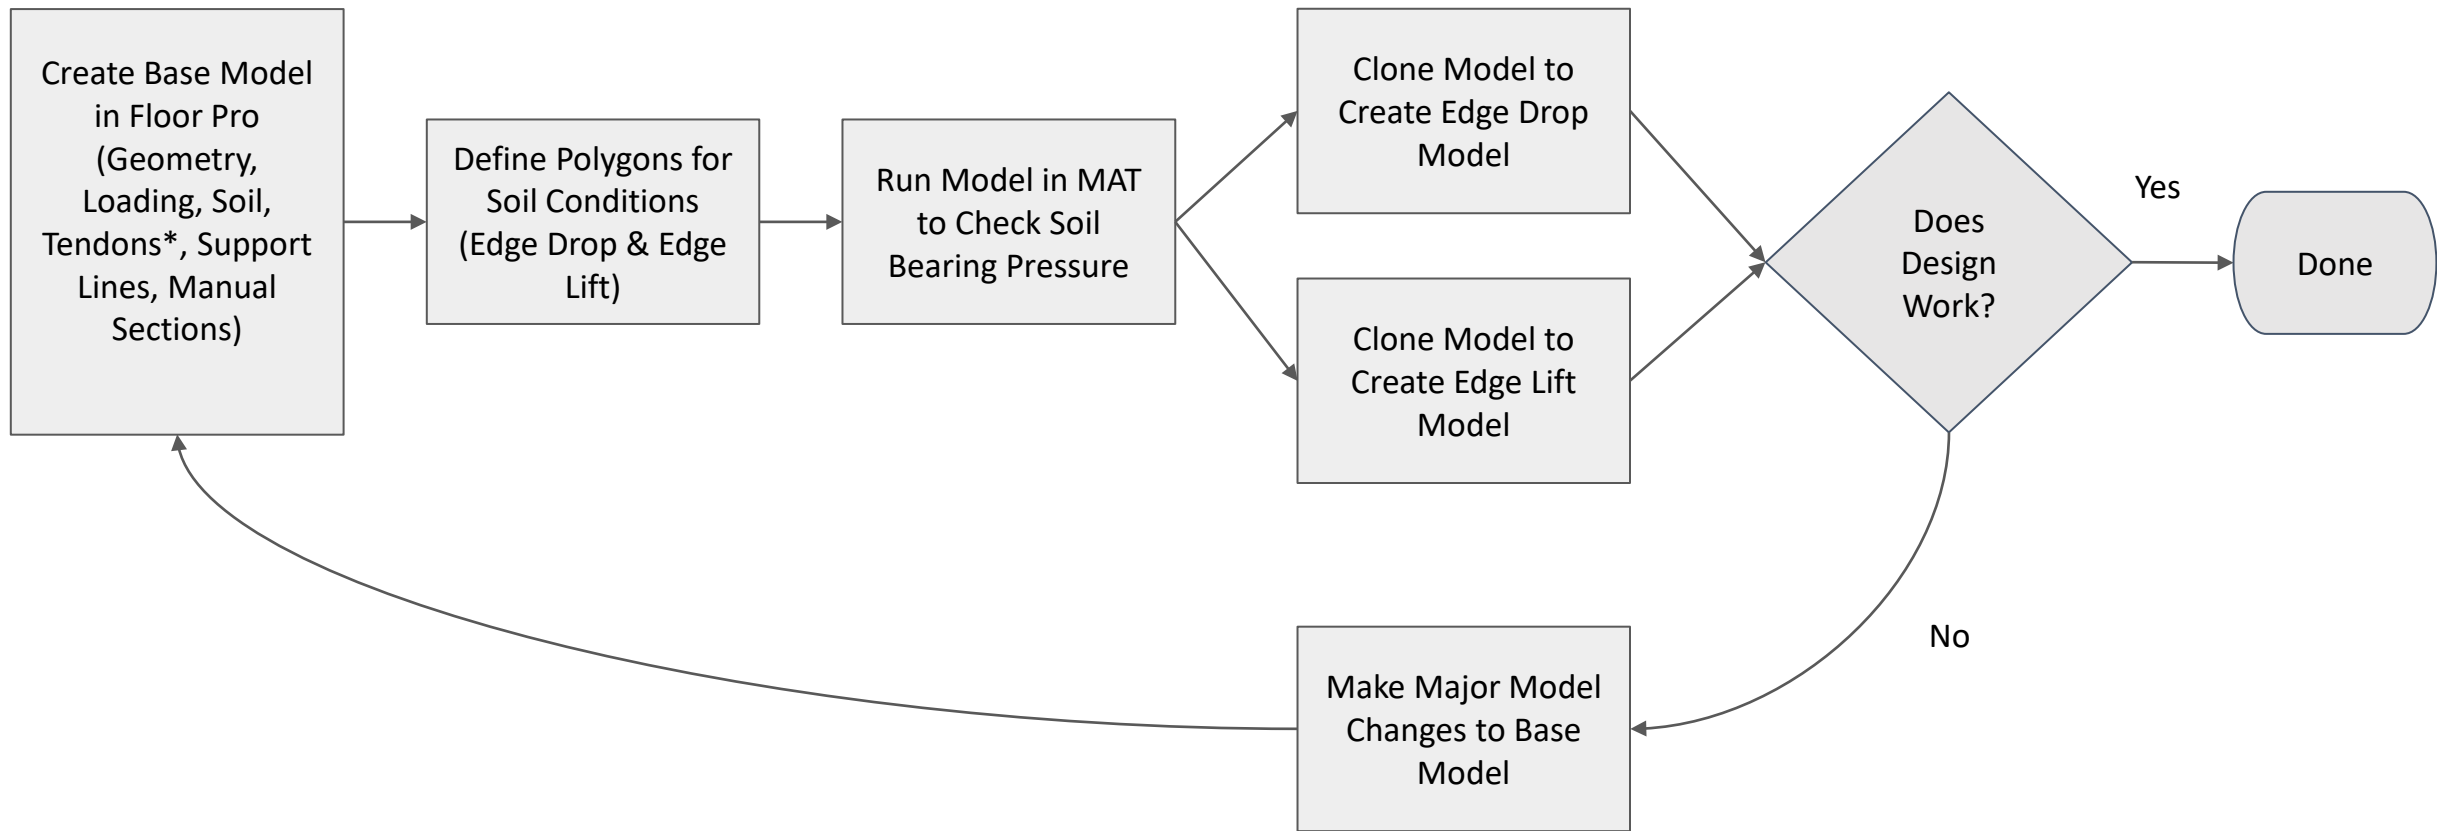 Create Base Model
in Floor Pro
(Geometry,
Loading, Soil,
Tendons*, Support
Lines, Manual
Sections)
Define Polygons for
Soil Conditions
(Edge Drop & Edge
Lift)
Run Model in MAT
to Check Soil
Bearing Pressure
Clone Model to
Create Edge Drop
Model
Clone Model to
Create Edge Lift
Model
Does
Design
Work?
Yes
Done
No
Make Major Model
Changes to Base
Model